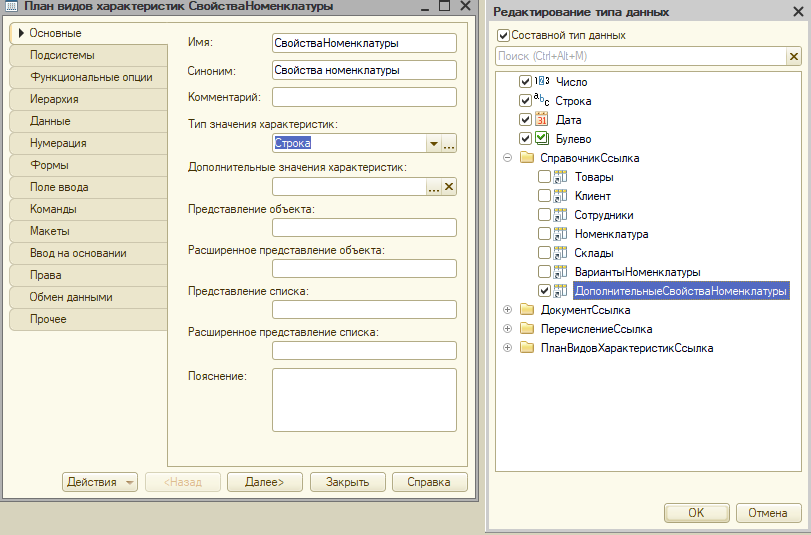 План видов характеристик СвойстваНоменклатуры
Основные
Подсистемы
Функциональные опции
Иерархия
Данные
Нумерация
Формы
Поле ввода
Команды
Макеты
Ввод на основании
Права
Обмен данными
Прочее
Имя:
СвойстваНоменклатуры
Синоним:
Свойства номенклатуры
Комментарий:
Тип значения характеристик:
Строка
...
Дополнительные значения характеристик:
...
Представление объекта:
Расширенное представление объекта:
Представление списка:
Расширенное представление списка:
Пояснение:
Действия
<Назад
Далее>
Закрыть
Справка
Редактирование типа данных
Составной тип данных
Поиск (Ctrl+Alt+M)
Число
Строка
Дата
Булево
СправочникСсылка
Товары
Клиент
Сотрудники
Номенклатура
Склады
ВариантыНоменклатуры
ДополнительныеСвойстваНоменклатуры
ДокументСсылка
ПеречислениеСсылка
ПланВидовХарактеристикСсылка
OK
Отмена